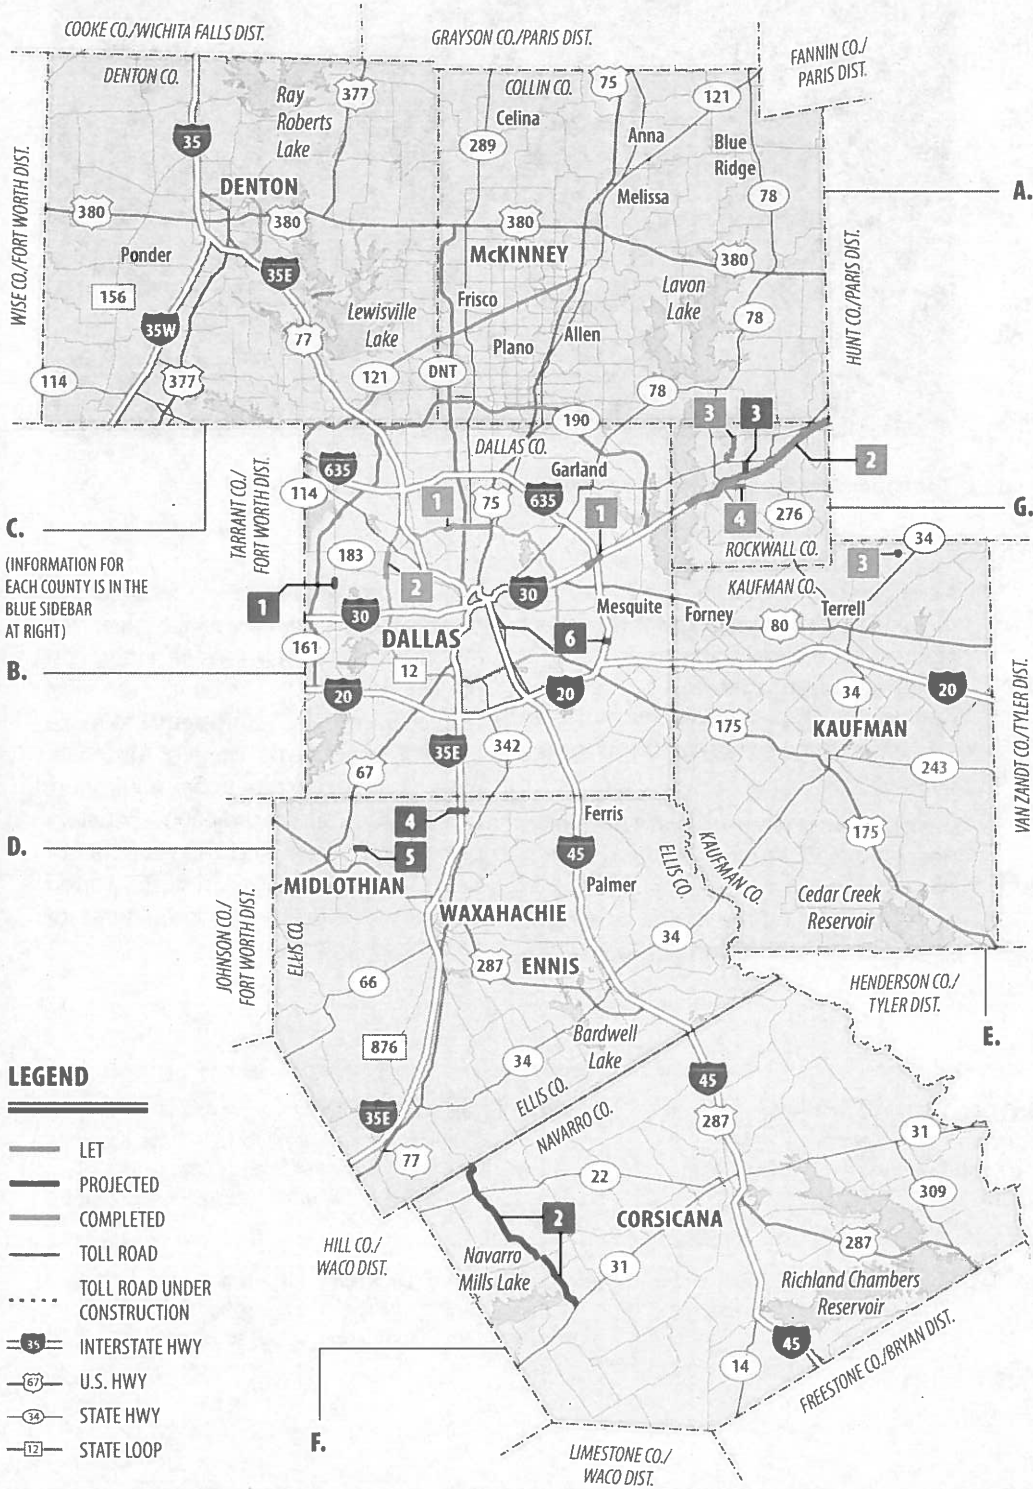 COOKE CO./WICHITA FALLS DIST.
GRAYSON CO./PARIS DIST.
FANNIN CO./
PARIS DIST.
DENTON CO.
COLLIN CO.
Ray
Roberts
Lake
377
75
121
Celina
Anna
35
289
Blue
Ridge
WISE CO./FORT WORTH DIST.
DENTON
Melissa
78
A.
380
380
380
McKINNEY
380
HUNT CO./PARIS DIST.
Ponder
35E
156
Frisco
Lavon
Lake
Lewisville
Lake
78
35W
77
Plano
Allen
114
377
121
DNT
78
190
3
3
DALLAS CO.
2
TARRANT CO./
FORT WORTH DIST.
635
Garland
114
1
75
635
1
4
276
G.
C.
183
ROCKWALL CO.
34
(INFORMATION FOR
EACH COUNTY IS IN THE
BLUE SIDEBAR
AT RIGHT)
2
3
KAUFMAN CO.
1
30
30
Mesquite
Forney
Terrell
80
DALLAS
6
161
B.
12
20
20
34
20
VAN ZANDT CO./TYLER DIST.
175
KAUFMAN
35E
342
67
243
4
Ferris
D.
5
45
175
MIDLOTHIAN
Palmer
ELLIS CO.
KAUFMAN CO.
JOHNSON CO./
FORT WORTH DIST.
ELLIS CO.
WAXAHACHIE
Cedar Creek
Reservoir
34
287
ENNIS
66
HENDERSON CO./
TYLER DIST.
876
Bardwell
Lake
E.
34
LEGEND
45
ELLIS CO.
NAVARRO CO.
35E
287
31
77
LET
22
PROJECTED
309
2
CORSICANA
COMPLETED
HILL CO./
WACO DIST.
287
TOLL ROAD
Navarro
Mills Lake
31
Richland Chambers
Reservoir
TOLL ROAD UNDER
CONSTRUCTION
35
INTERSTATE HWY
45
14
FREESTONE CO./BRYAN DIST.
67
U.S. HWY
34
STATE HWY
F.
12
STATE LOOP
LIMESTONE CO./
WACO DIST.